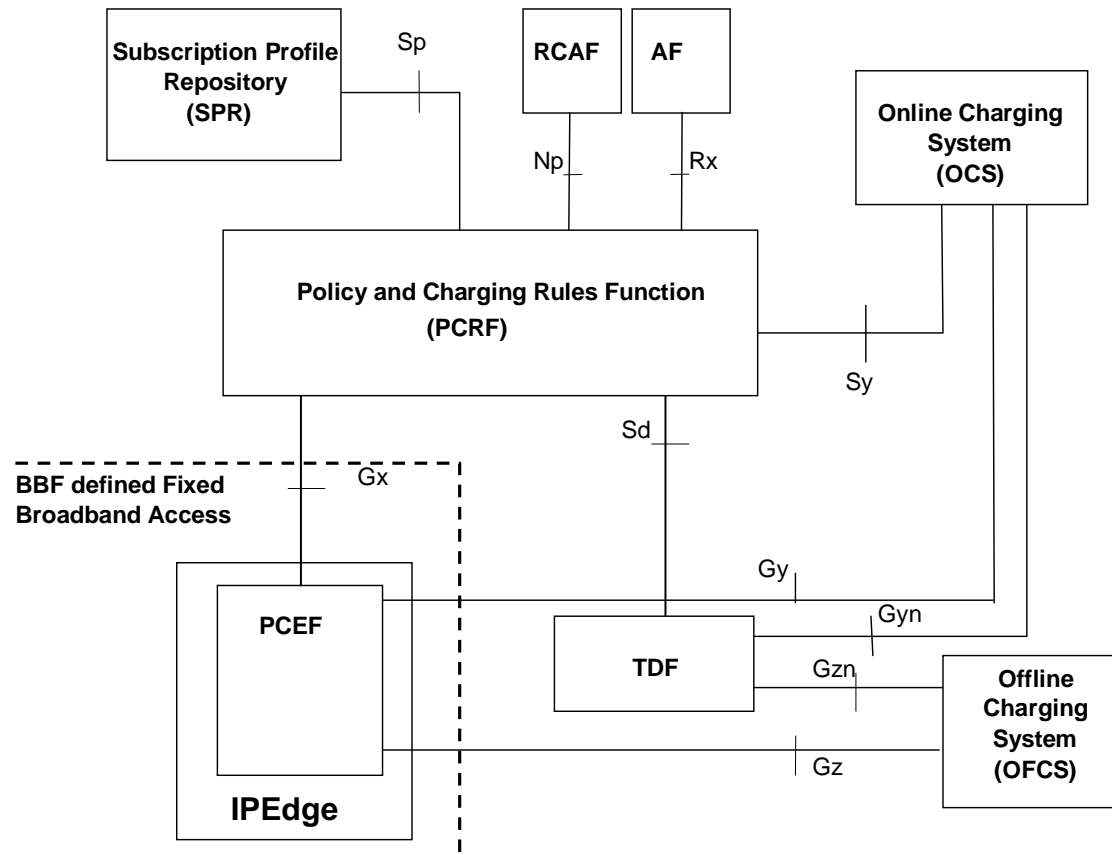 Subscription Profile
Repository
(SPR)
Sp
RCAF
AF
Online Charging
System
(OCS)
Np
Rx
Policy and Charging Rules Function
(PCRF)
Sy
Sd
Gx
BBF defined Fixed
Broadband Access
Gy
Gyn
PCEF
TDF
Gzn
Offline
Charging
System
(OFCS)
Gz
IPEdge